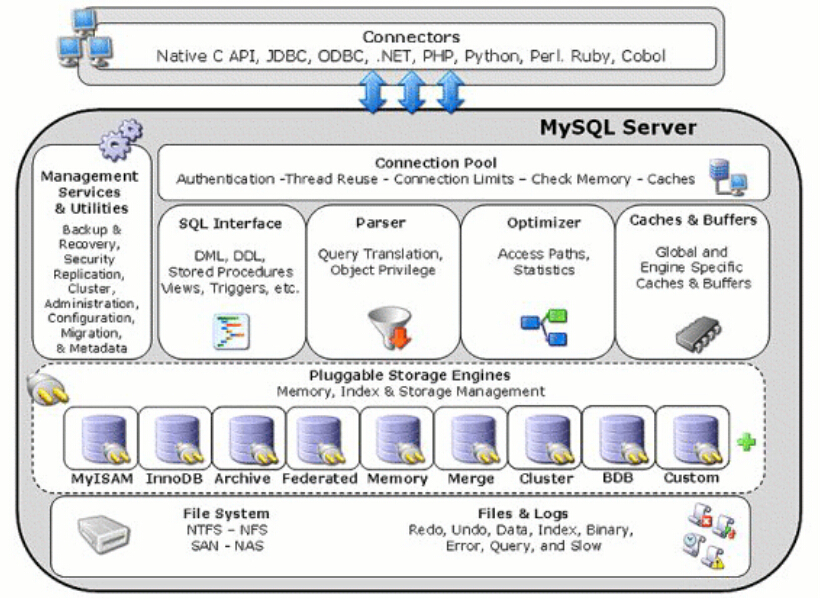 Connectors
Native C API, JDBC, ODBC, .NET, PHP, Python, Perl. Ruby, Cobol
MySQL Server
Management
Services
& Utilities
Backup &
Recovery,
Security
Replication,
Cluster,
Administration,
Configuration,
Migration,
& Metadata
Connection Pool
Authentication -Thread Reuse - Connection Limits – Check Memory - Caches
SQL Interface
DML, DDL,
Stored Procedures
Views, Triggers, etc.
Parser
Query Translation,
Object Privilege
Optimizer
Access Paths,
Statistics
Caches & Buffers
Global and
Engine Specific
Caches & Buffers
Pluggable Storage Engines
Memory, Index & Storage Management
MyISAM InnoDB Archive Federated Memory Merge Cluster BDB Custom
File System
NTFS – NFS
SAN - NAS
Files & Logs
Redo, Undo, Data, Index, Binary,
Error, Query, and Slow